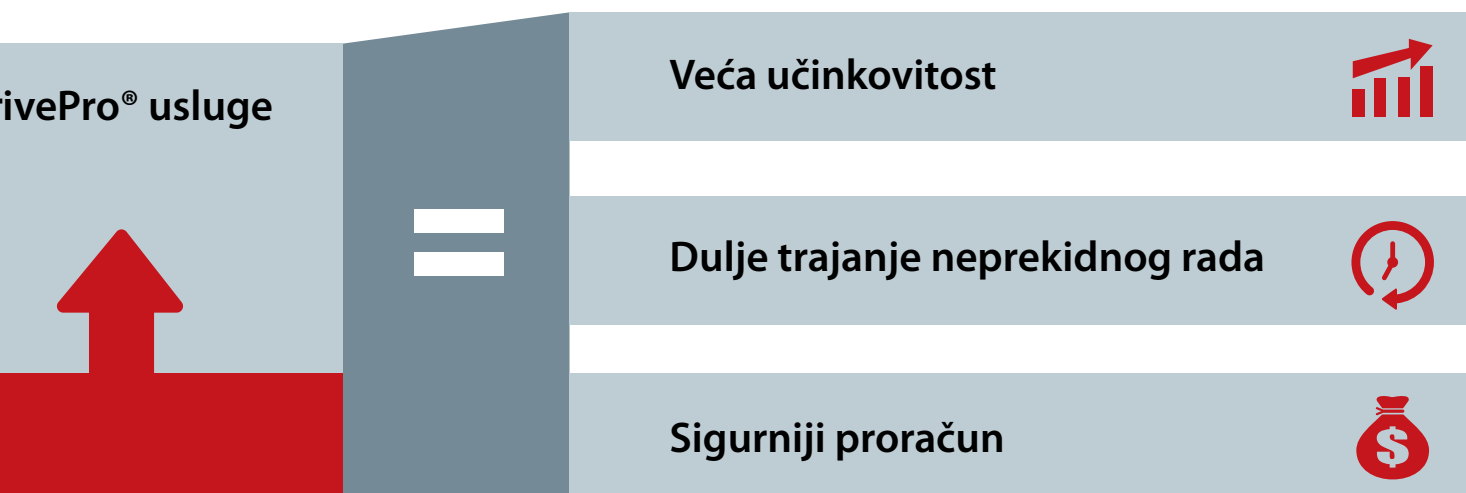 rivePro® usluge
Veća učinkovitost
Dulje trajanje neprekidnog rada
Sigurniji proračun